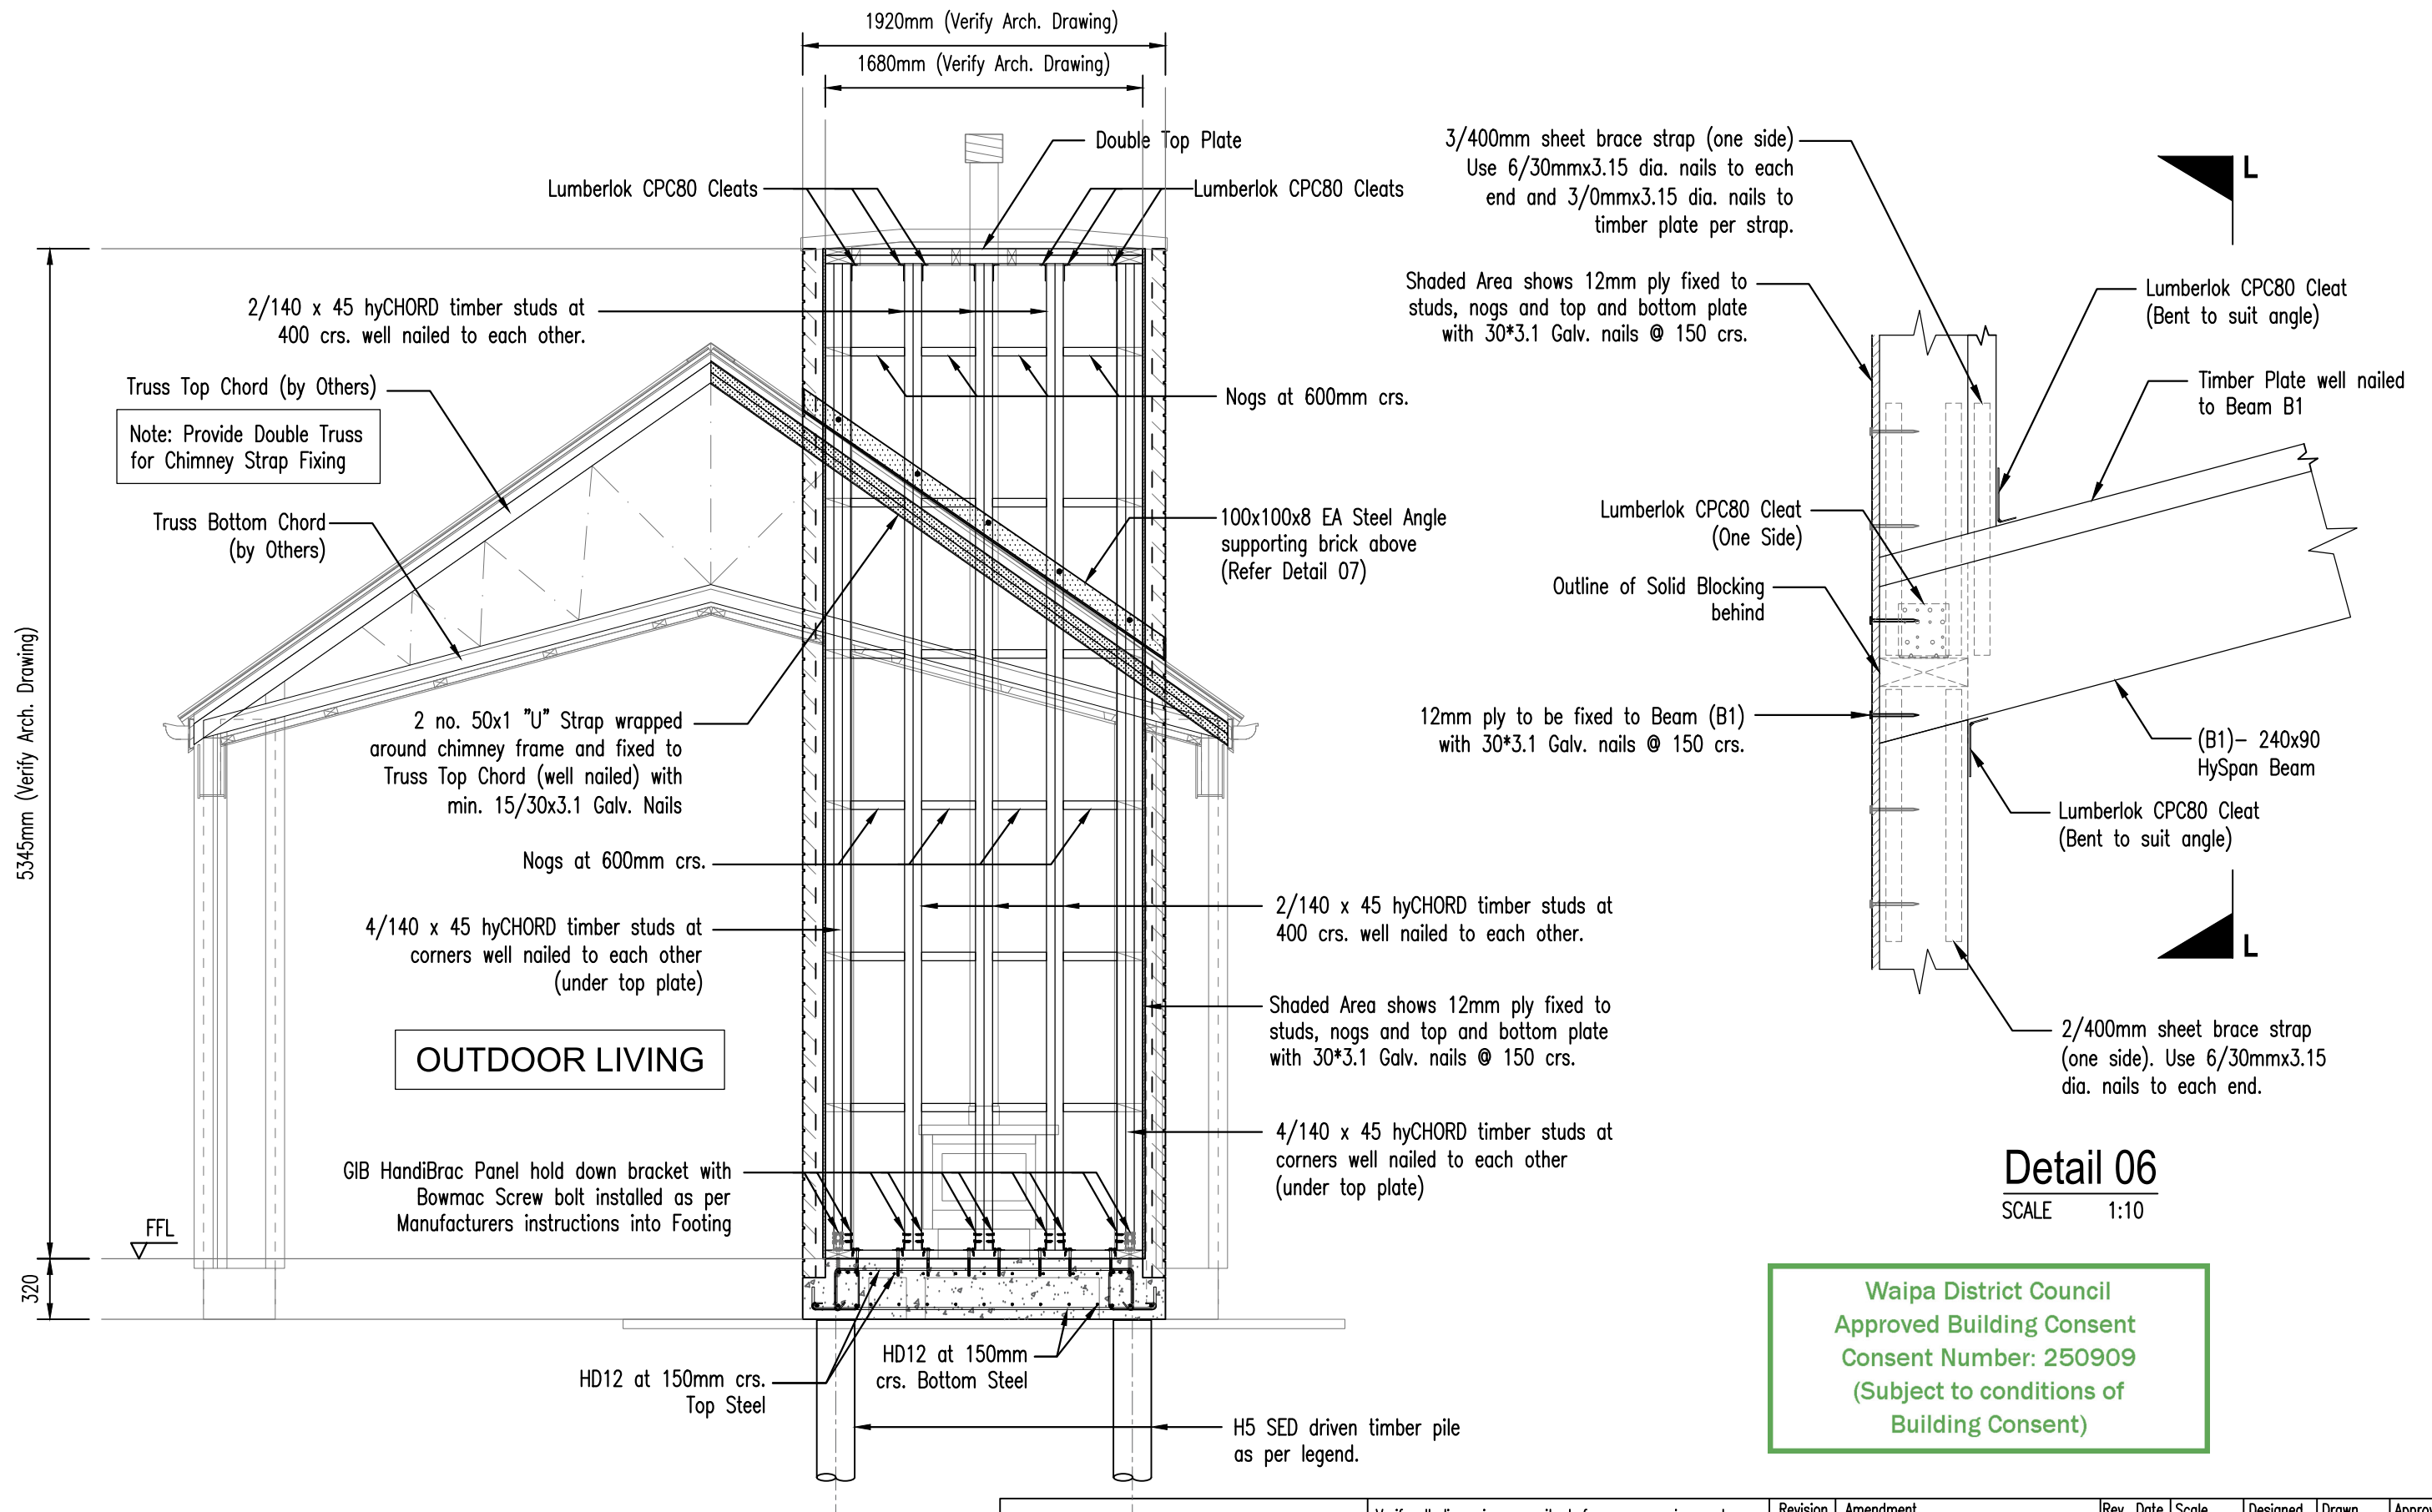 1920mm (Verify Arch. Drawing)
1680mm (Verify Arch. Drawing)
Double Top Plate
Lumberlok CPC80 Cleats
Lumberlok CPC80 Cleats
2/140 x 45 hyCHORD timber studs at
400 crs. well nailed to each other.
Truss Top Chord (by Others)
Note: Provide Double Truss
for Chimney Strap Fixing
Truss Bottom Chord
(by Others)
Nogs at 600mm crs.
100x100x8 EA Steel Angle
supporting brick above
(Refer Detail 07)
5345mm (Verify Arch. Drawing)
2 no. 50x1 "U" Strap wrapped
around chimney frame and fixed to
Truss Top Chord (well nailed) with
min. 15/30x3.1 Galv. Nails
Nogs at 600mm crs.
4/140 x 45 hyCHORD timber studs at
corners well nailed to each other
(under top plate)
2/140 x 45 hyCHORD timber studs at
400 crs. well nailed to each other.
Shaded Area shows 12mm ply fixed to
studs, nogs and top and bottom plate
with 30*3.1 Galv. nails @ 150 crs.
OUTDOOR LIVING
4/140 x 45 hyCHORD timber studs at
corners well nailed to each other
(under top plate)
GIB HandiBrac Panel hold down bracket with
Bowmac Screw bolt installed as per
Manufacturers instructions into Footing
FFL
320
HD12 at 150mm crs.
Top Steel
HD12 at 150mm
crs. Bottom Steel
H5 SED driven timber pile
as per legend.
3/400mm sheet brace strap (one side)
Use 6/30mmx3.15 dia. nails to each
end and 3/0mmx3.15 dia. nails to
timber plate per strap.
Shaded Area shows 12mm ply fixed to
studs, nogs and top and bottom plate
with 30*3.1 Galv. nails @ 150 crs.
L
Lumberlok CPC80 Cleat
(Bent to suit angle)
Timber Plate well nailed
to Beam B1
Lumberlok CPC80 Cleat
(One Side)
Outline of Solid Blocking
behind
12mm ply to be fixed to Beam (B1)
with 30*3.1 Galv. nails @ 150 crs.
(B1)- 240x90
HySpan Beam
Lumberlok CPC80 Cleat
(Bent to suit angle)
L
2/400mm sheet brace strap
(one side). Use 6/30mmx3.15
dia. nails to each end.
Detail 06
SCALE 1:10
Waipa District Council
Approved Building Consent
Consent Number: 250909
(Subject to conditions of
Building Consent)
Revision Amendment Rev. Date Scale Designed Drawn